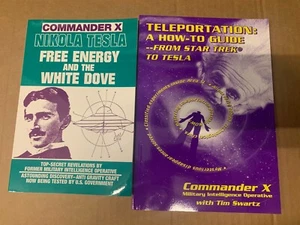 COMMANDER X
NIKOLA TESLA
FREE ENERGY
AND THE
WHITE DOVE
TOP-SECRET REVELATIONS BY
FORMER MILITARY INTELLIGENCE OPERATIVE
ASTOUNDING DISCOVERY-ANTI GRAVITY CRAFT
NOW BEING TESTED BY U.S. GOVERNMENT
TELEPORTATION:
A HOW-TO GUIDE
--FROM STAR TREK®
TO TESLA
Commander X
Military Intelligence Operative
with Tim Swartz